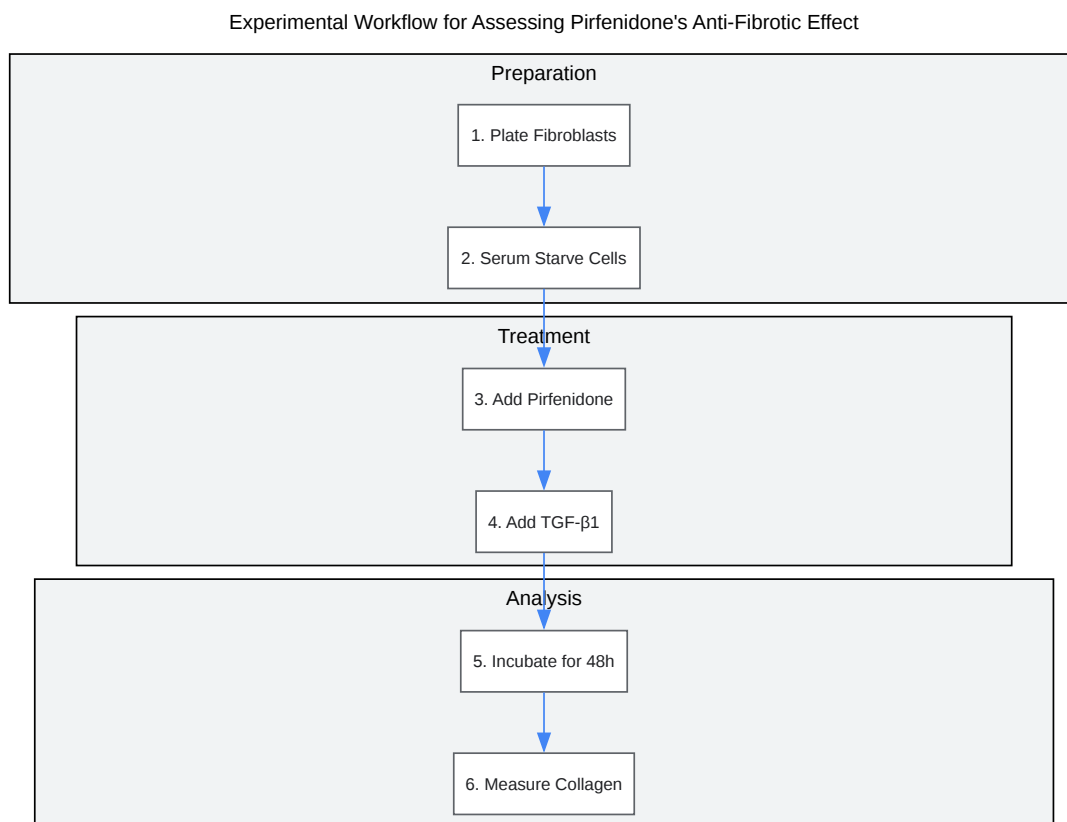 Experimental Workflow for Assessing Pirfenidone's Anti-Fibrotic Effect
Preparation
1. Plate Fibroblasts
2. Serum Starve Cells
Treatment
3. Add Pirfenidone
4. Add TGF-β1
Analysis
5. Incubate for 48h
6. Measure Collagen